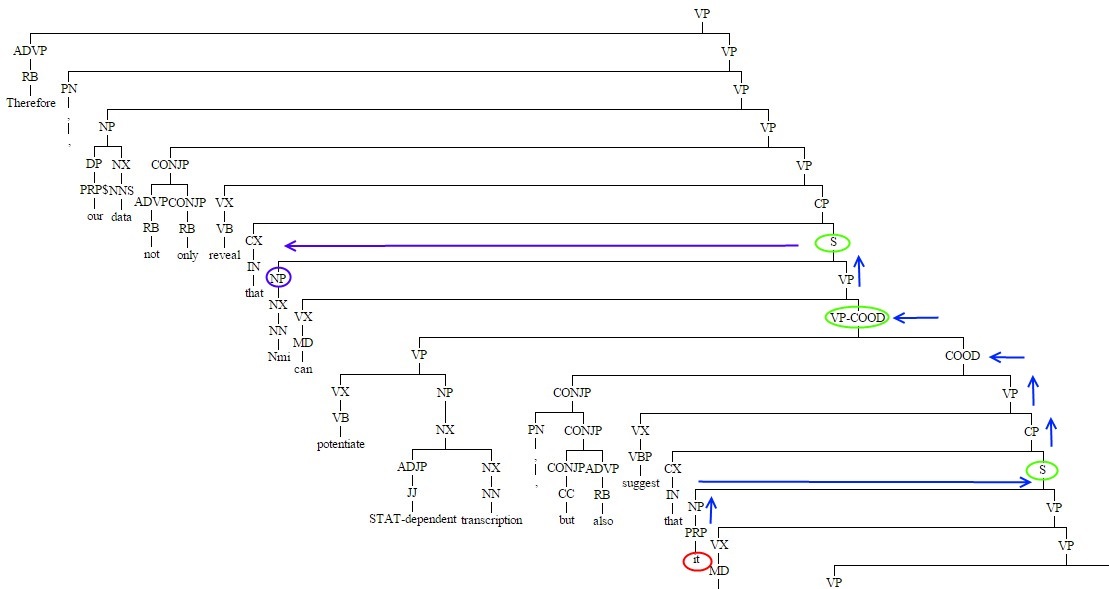 VP
ADVP VP
RB PN VP
Therefore , NP VP
, DP NX CONJP VP
PRP$ NNS ADVP CONJP VX CP
our data RB RB VB CX S
not only reveal IN NP VP
that NX VX VP-COOD
NN MD
Nmi can VP COOD
VX NP CONJP VP
VB NX PN CONJP VX CP
potentiate ADJP NX , CONJP ADVP VBP CX S
JJ NN , CC RB suggest IN NP VP
STAT-dependent transcription but also that PRP VX VP
it MD VP